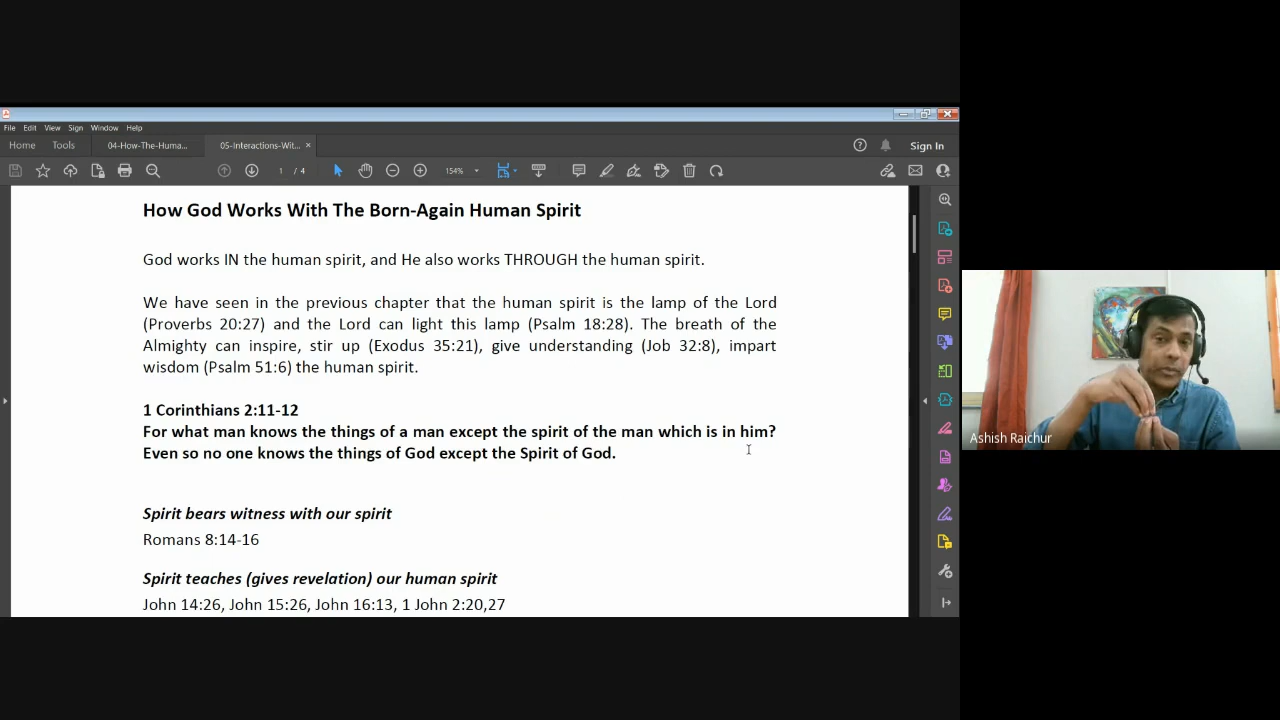 File Edit View Sign Window Help
Home Tools 04-How-The-Huma... 05-Interactions-Wit... × Sign In
1 / 4 154%
How God Works With The Born-Again Human Spirit
God works IN the human spirit, and He also works THROUGH the human spirit.
We have seen in the previous chapter that the human spirit is the lamp of the Lord
(Proverbs 20:27) and the Lord can light this lamp (Psalm 18:28). The breath of the
Almighty can inspire, stir up (Exodus 35:21), give understanding (Job 32:8), impart
wisdom (Psalm 51:6) the human spirit.
1 Corinthians 2:11-12
For what man knows the things of a man except the spirit of the man which is in him?
Even so no one knows the things of God except the Spirit of God.
Spirit bears witness with our spirit
Romans 8:14-16
Spirit teaches (gives revelation) our human spirit
John 14:26, John 15:26, John 16:13, 1 John 2:20,27
Ashish Raichur